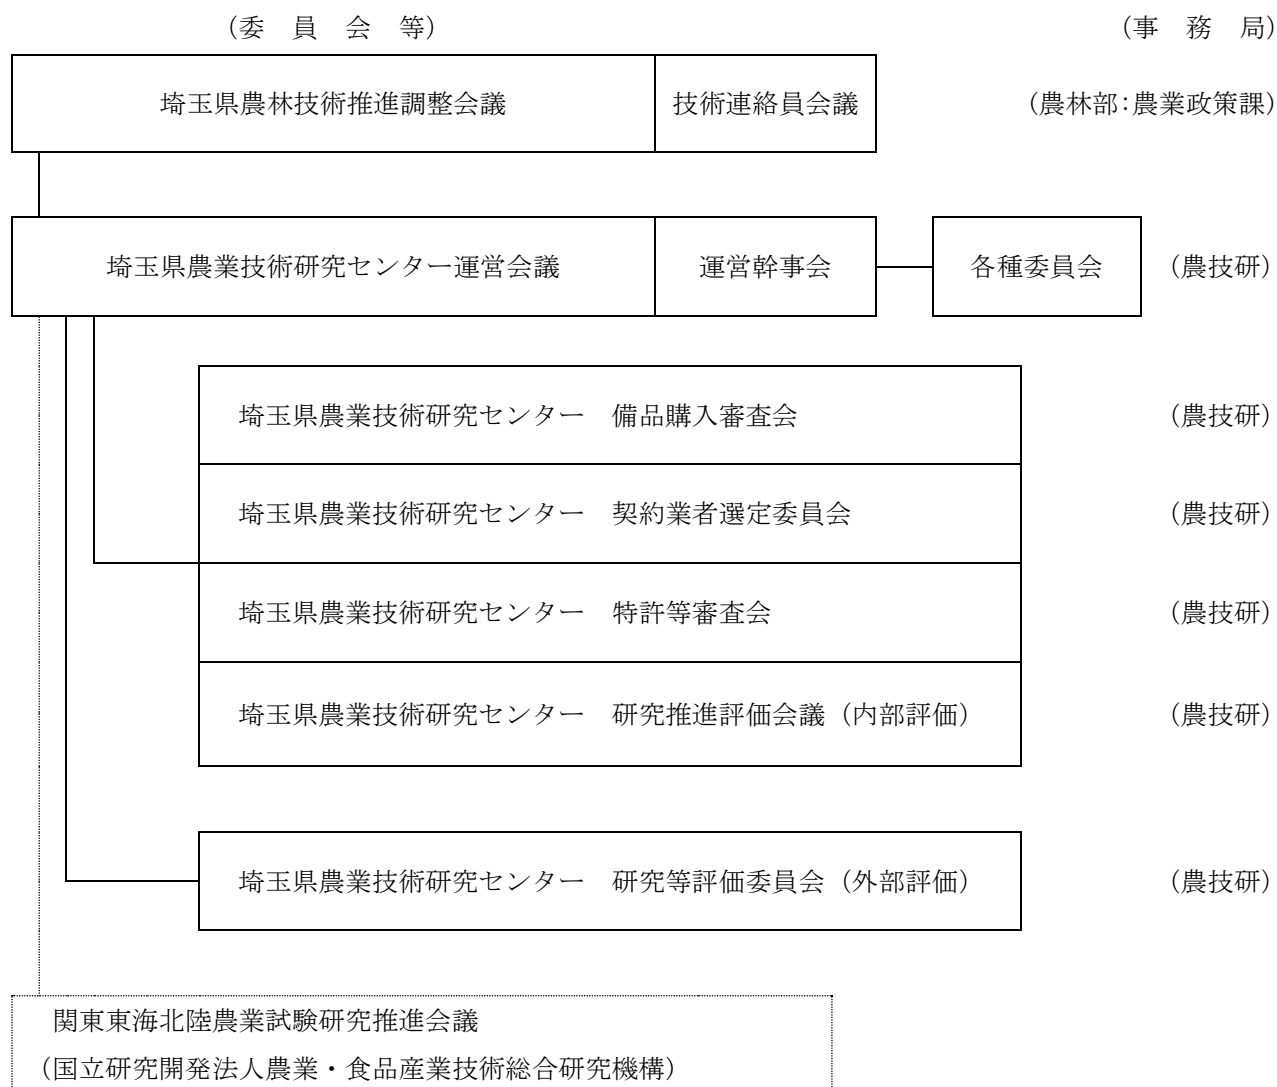 （委　員　会　等）　（事　務　局）
埼玉県農林技術推進調整会議　技術連絡員会議　（農林部：農業政策課）
埼玉県農業技術研究センター運営会議　運営幹事会　各種委員会　（農技研）
埼玉県農業技術研究センター　備品購入審査会　（農技研）
埼玉県農業技術研究センター　契約業者選定委員会　（農技研）
埼玉県農業技術研究センター　特許等審査会　（農技研）
埼玉県農業技術研究センター　研究推進評価会議（内部評価）　（農技研）
埼玉県農業技術研究センター　研究等評価委員会（外部評価）　（農技研）
関東東海北陸農業試験研究推進会議
（国立研究開発法人農業・食品産業技術総合研究機構）